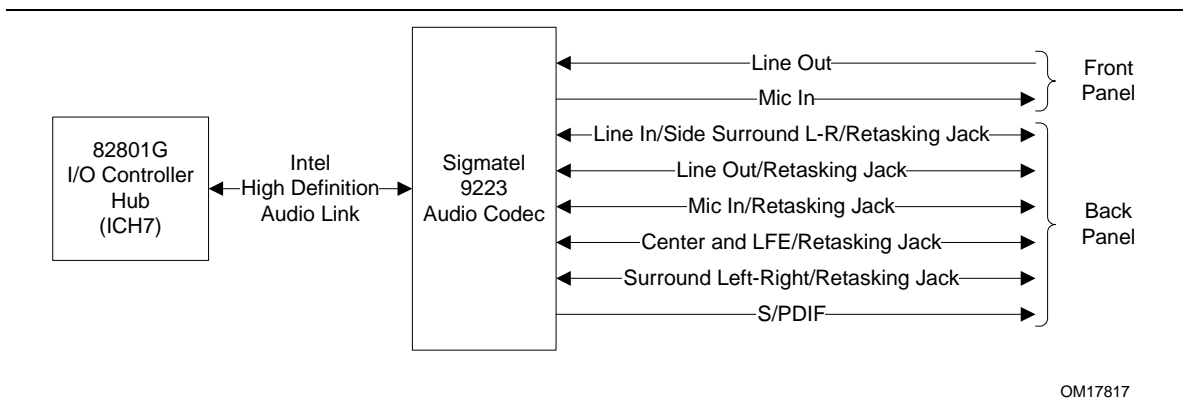 82801G
I/O Controller
Hub
(ICH7)
Intel
High Definition
Audio Link
Sigmatel
9223
Audio Codec
Line Out
Mic In
Front
Panel
Line In/Side Surround L-R/Retasking Jack
Line Out/Retasking Jack
Mic In/Retasking Jack
Center and LFE/Retasking Jack
Surround Left-Right/Retasking Jack
S/PDIF
Back
Panel
OM17817